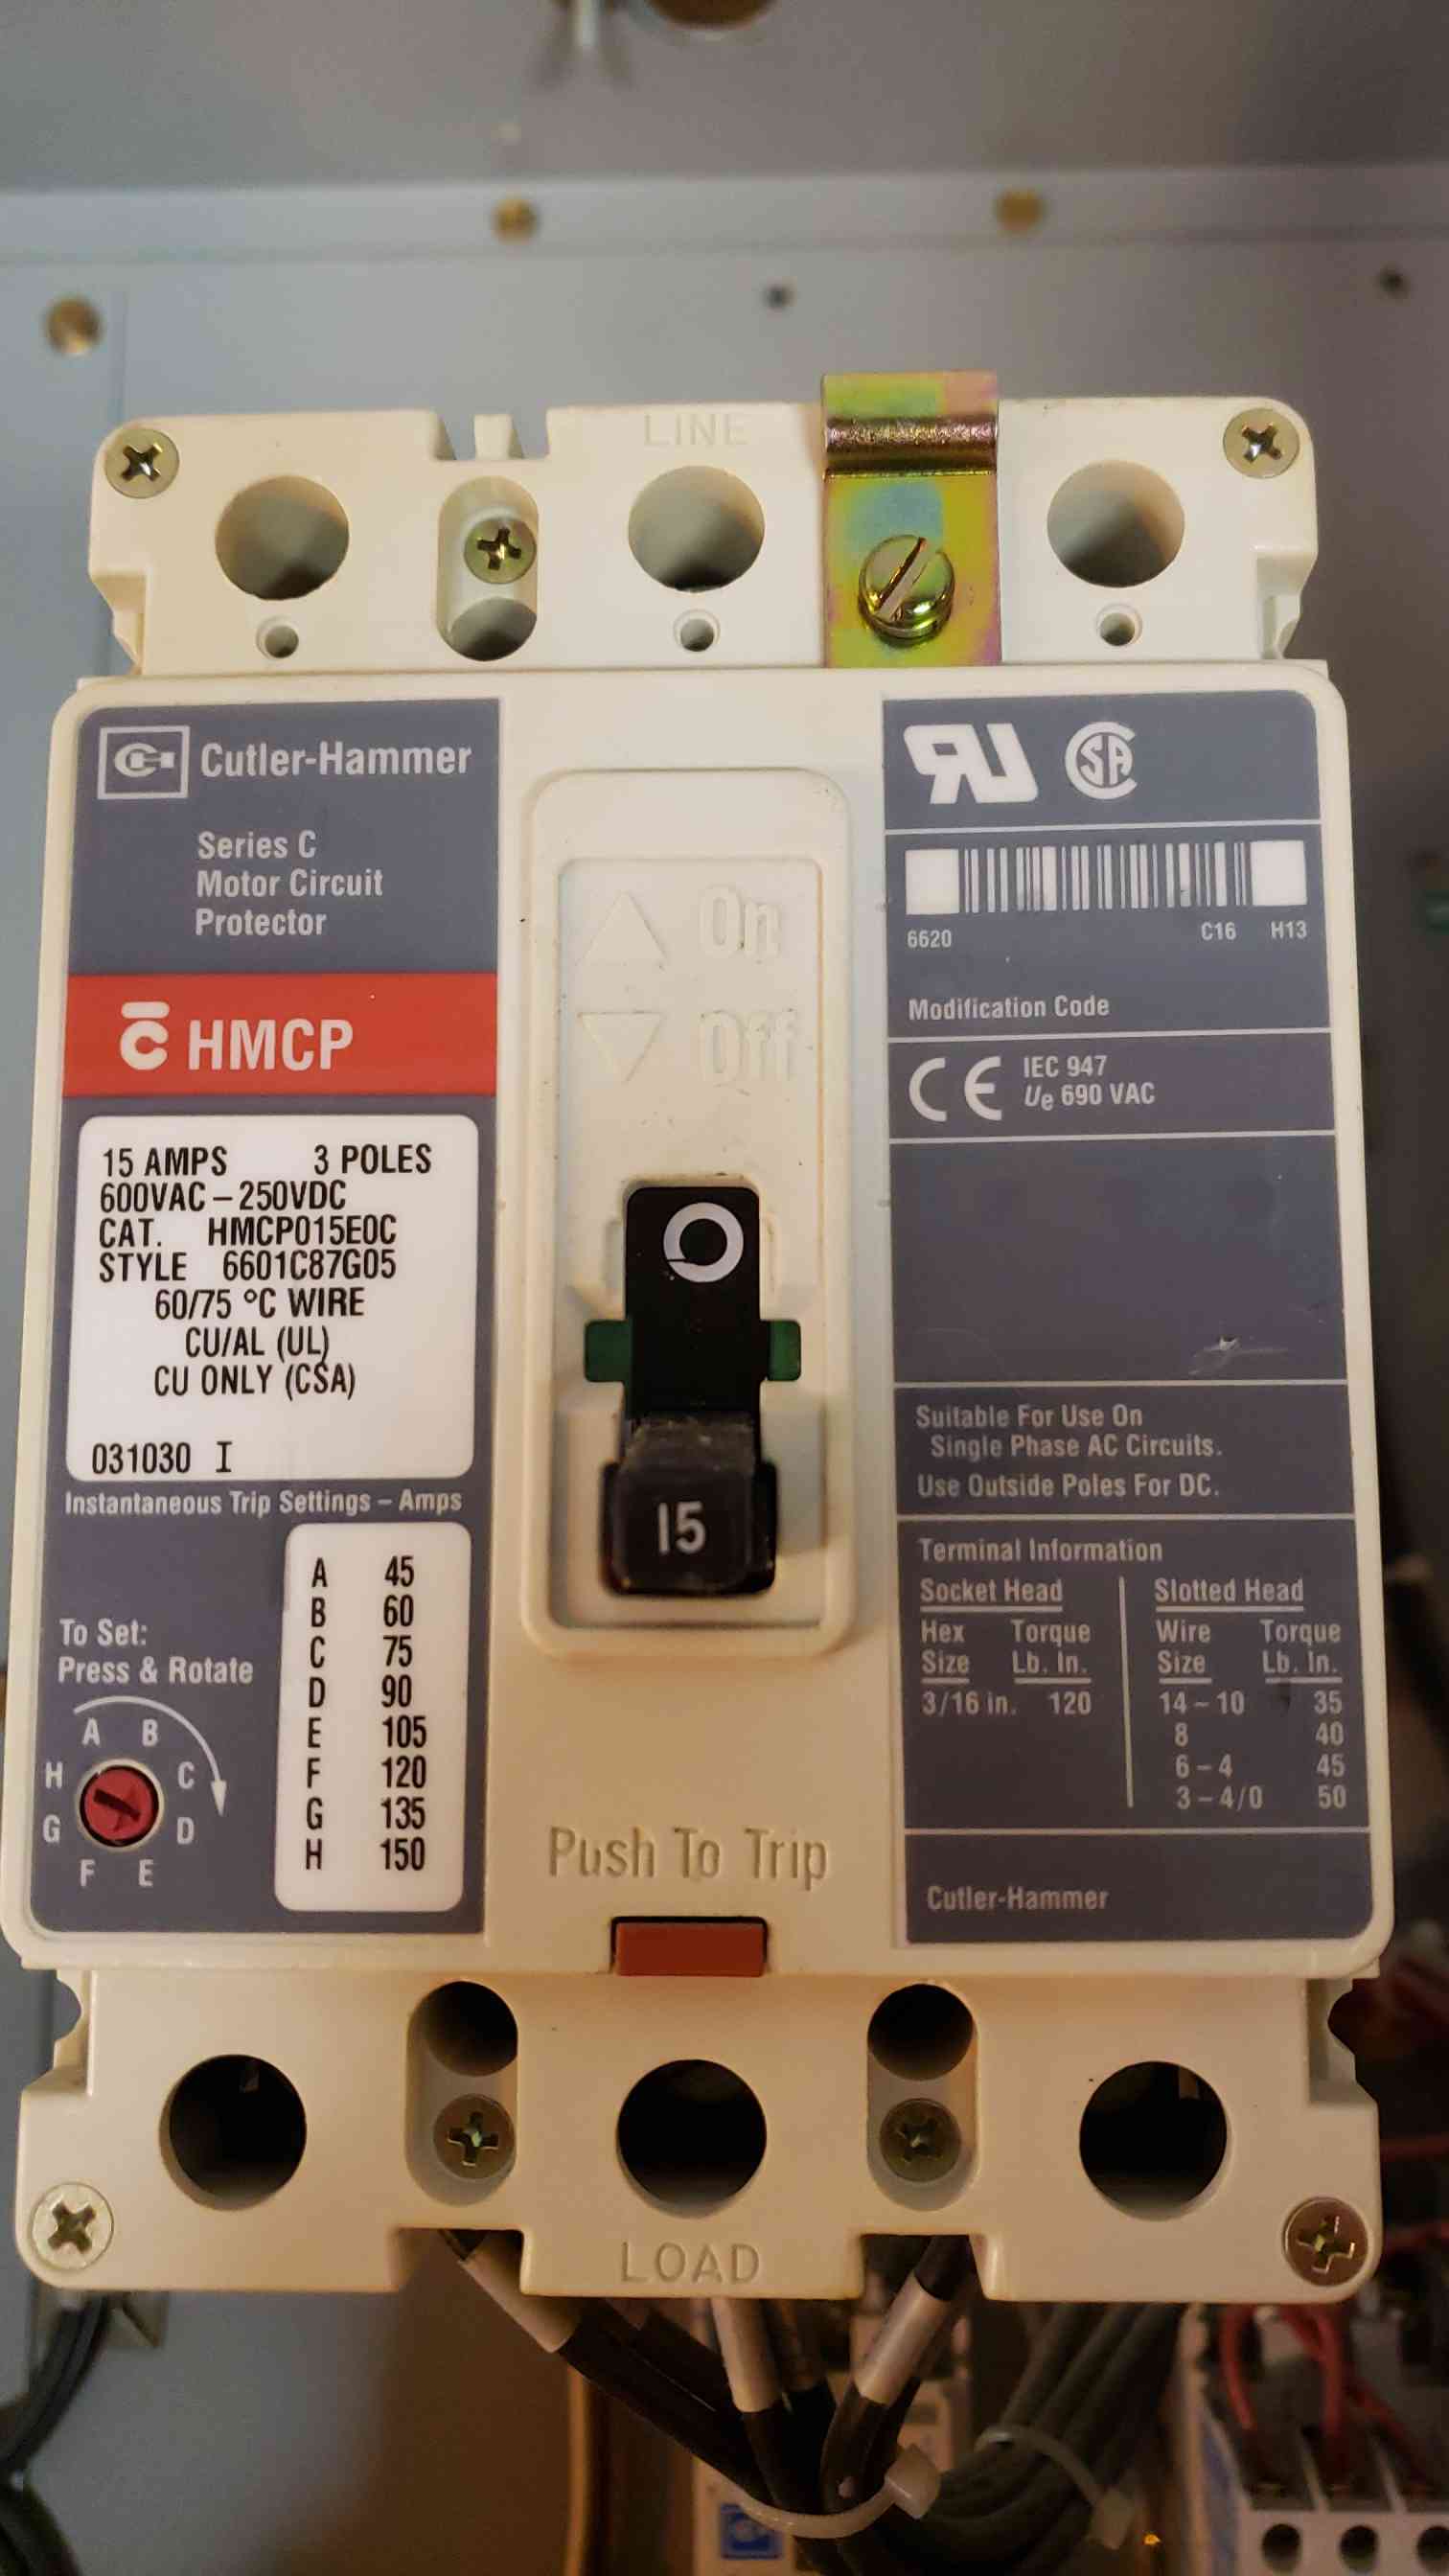 LINE
Cutler-Hammer
Series C
Motor Circuit
Protector
HMCP
15 AMPS 3 POLES
600VAC – 250VDC
CAT. HMCP015E0C
STYLE 6601C87G05
60/75 °C WIRE
CU/AL (UL)
CU ONLY (CSA)
031030 I
Instantaneous Trip Settings – Amps
To Set:
Press & Rotate
A B
H C
G D
F E
A 45
B 60
C 75
D 90
E 105
F 120
G 135
H 150
On
Off
O
15
Push To Trip
RU CSA
6620 C16 H13
Modification Code
CE IEC 947
Ue 690 VAC
Suitable For Use On
Single Phase AC Circuits.
Use Outside Poles For DC.
Terminal Information
Socket Head Slotted Head
Hex Torque Wire Torque
Size Lb. In. Size Lb. In.
3/16 in. 120 14 – 10 35
8 40
6 – 4 45
3 – 4/0 50
Cutler-Hammer
LOAD